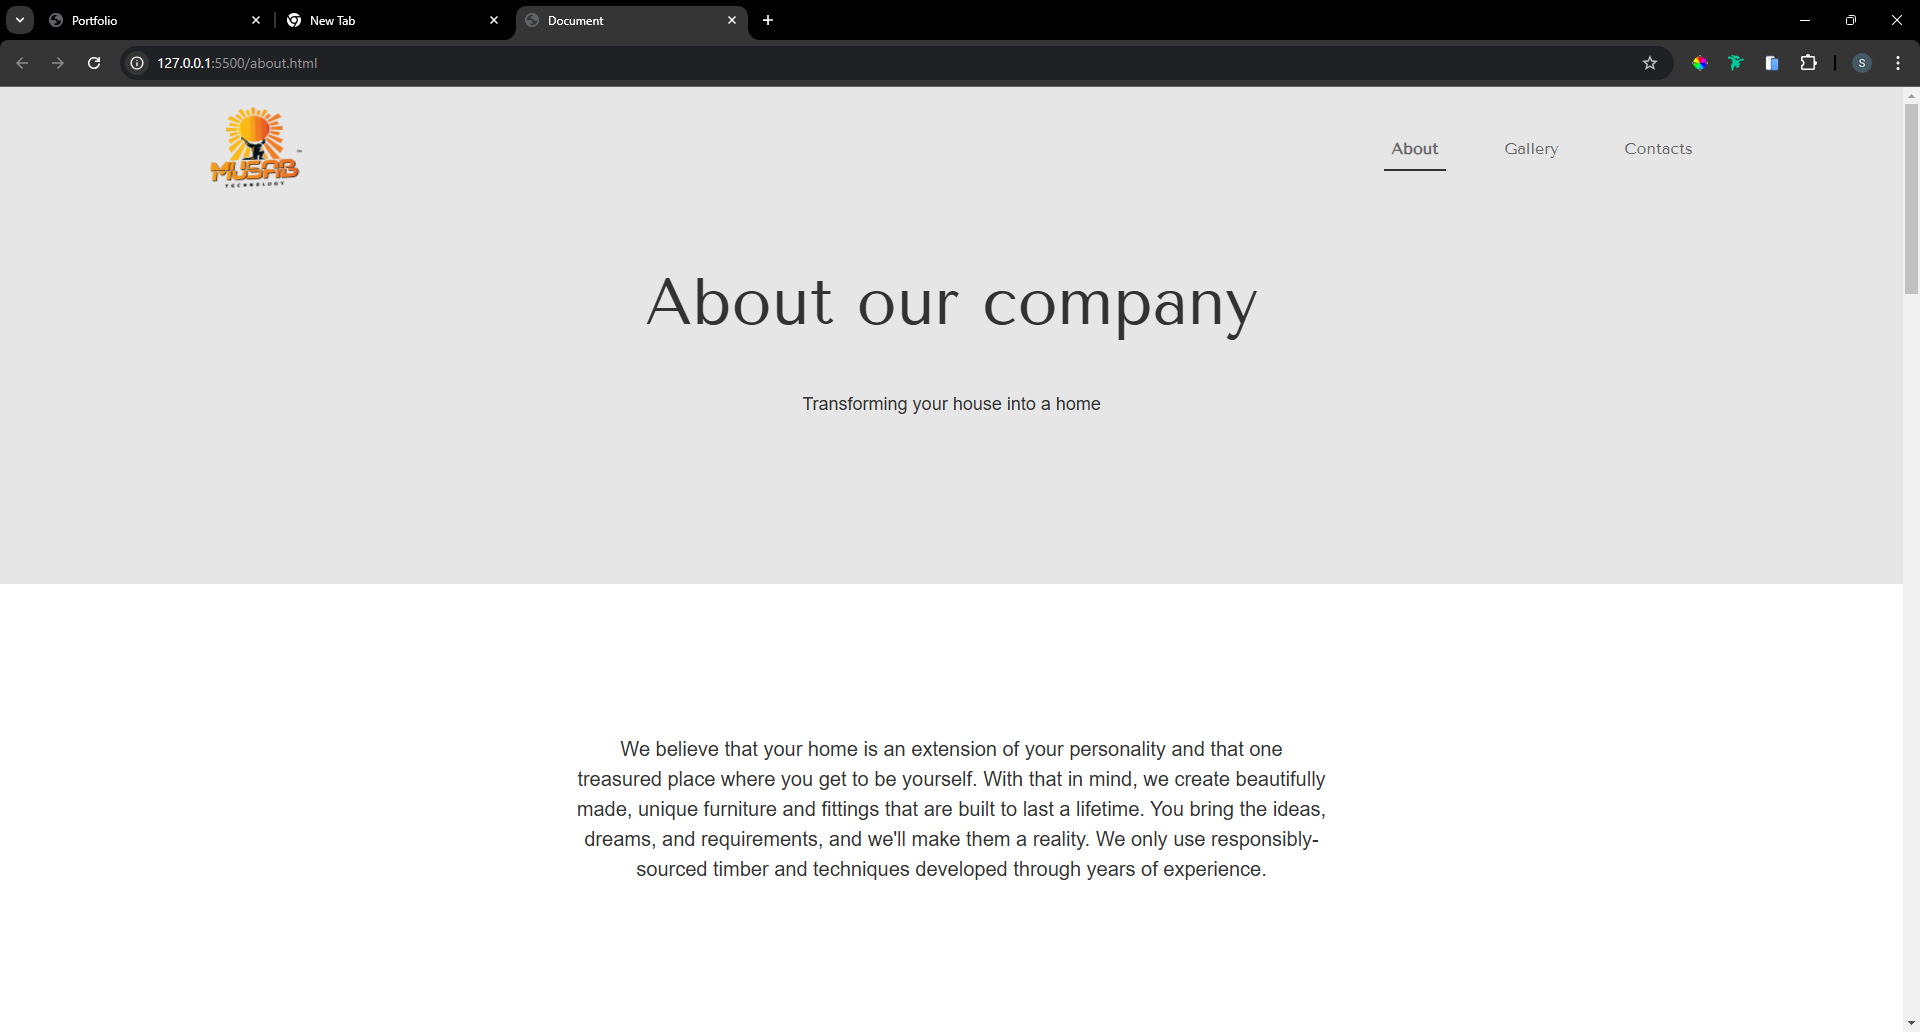 Portfolio
New Tab
Document
127.0.0.1:5500/about.html
S
MUSAB
TECHNOLOGY
About
Gallery
Contacts
About our company
Transforming your house into a home
We believe that your home is an extension of your personality and that one
treasured place where you get to be yourself. With that in mind, we create beautifully
made, unique furniture and fittings that are built to last a lifetime. You bring the ideas,
dreams, and requirements, and we'll make them a reality. We only use responsibly-
sourced timber and techniques developed through years of experience.